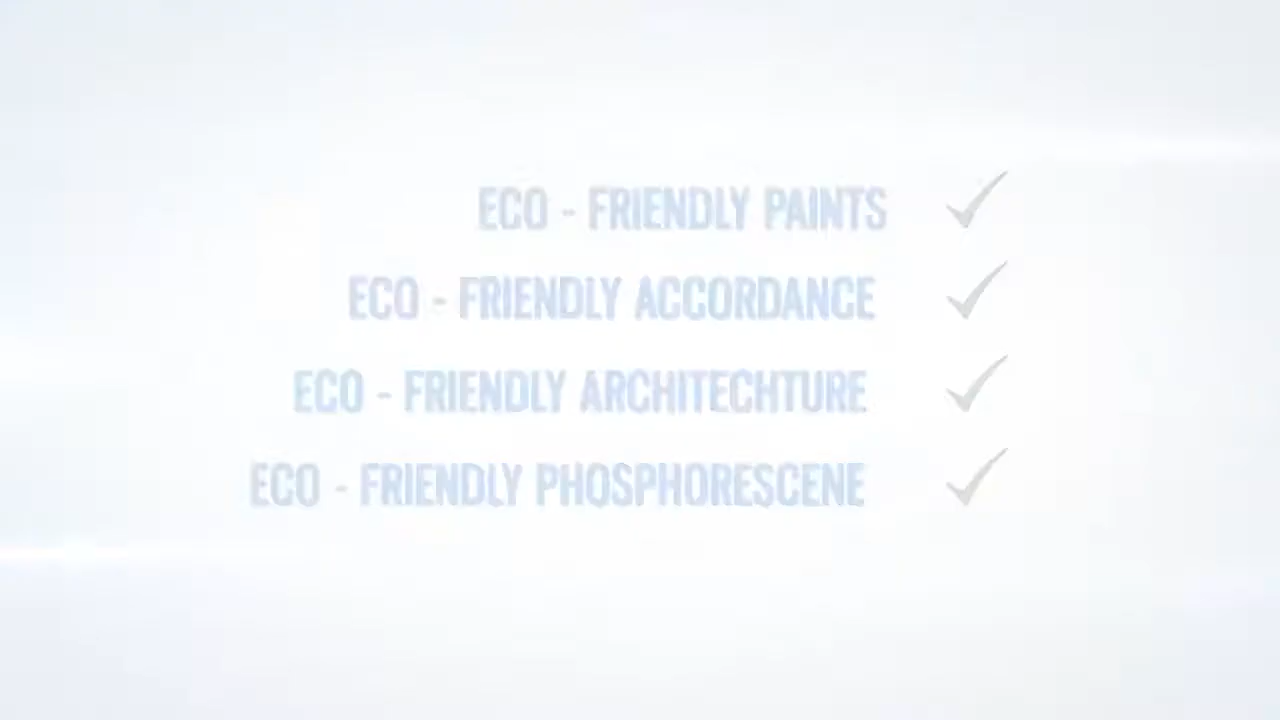 ECO - FRIENDLY PAINTS
ECO - FRIENDLY ACCORDANCE
ECO - FRIENDLY ARCHITECHTURE
ECO - FRIENDLY PHOSPHORESCENE